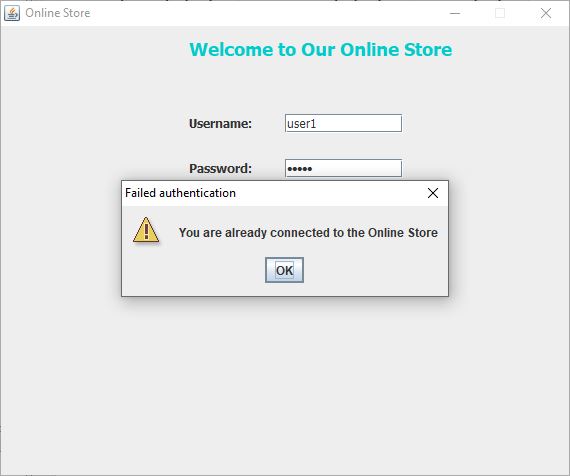 Online Store
Welcome to Our Online Store
Username: user1
Password: •••••
Failed authentication
You are already connected to the Online Store
OK